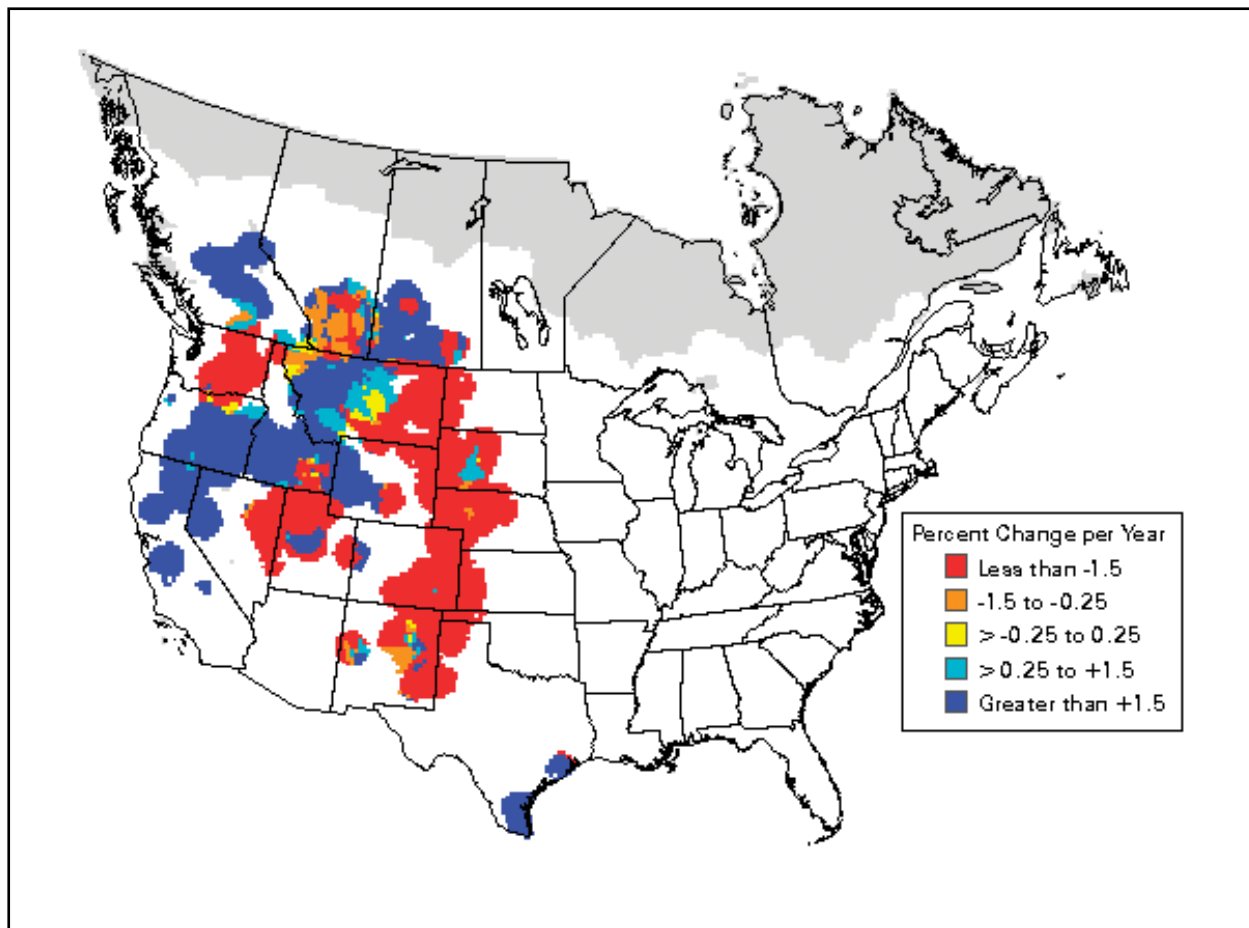 Percent Change per Year
Less than -1.5
-1.5 to -0.25
>-0.25 to 0.25
>0.25 to +1.5
Greater than +1.5